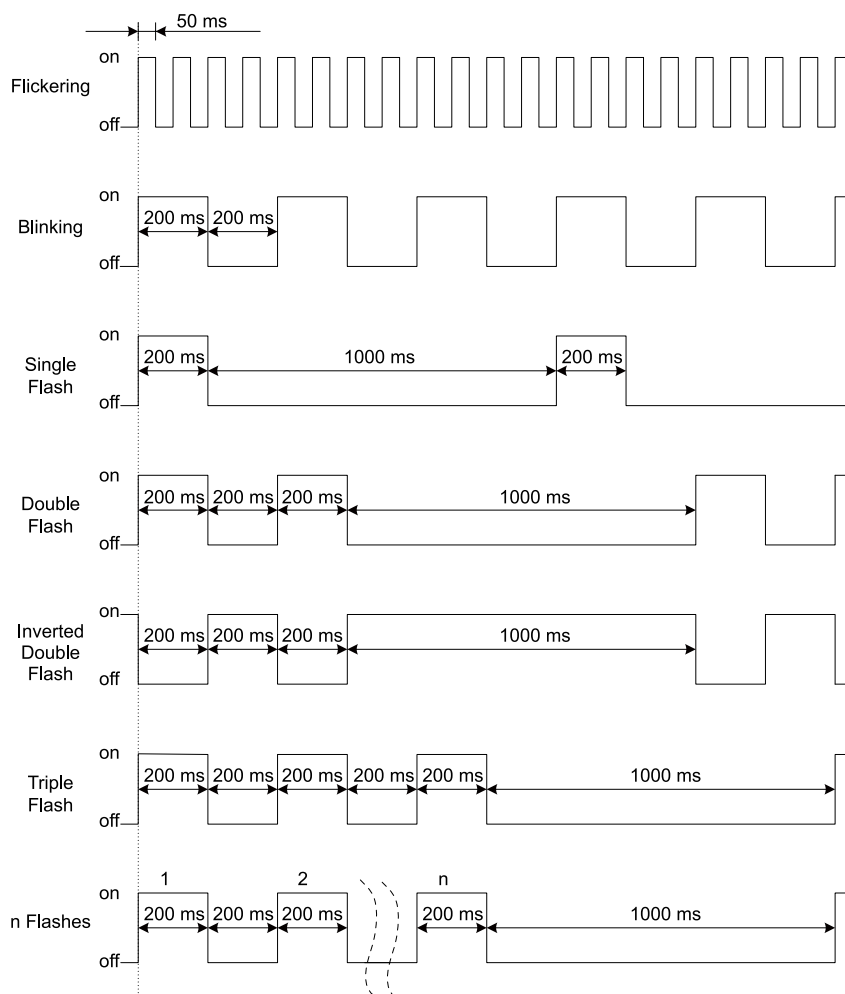 50 ms
on
Flickering
off
on
Blinking
200 ms 200 ms
off
on
Single
Flash
200 ms 1000 ms 200 ms
off
on
Double
Flash
200 ms 200 ms 200 ms 1000 ms
off
on
Inverted
Double
Flash
200 ms 200 ms 200 ms 1000 ms
off
on
Triple
Flash
200 ms 200 ms 200 ms 200 ms 200 ms 1000 ms
off
1 2 n
on
n Flashes
200 ms 200 ms 200 ms 200 ms 1000 ms
off